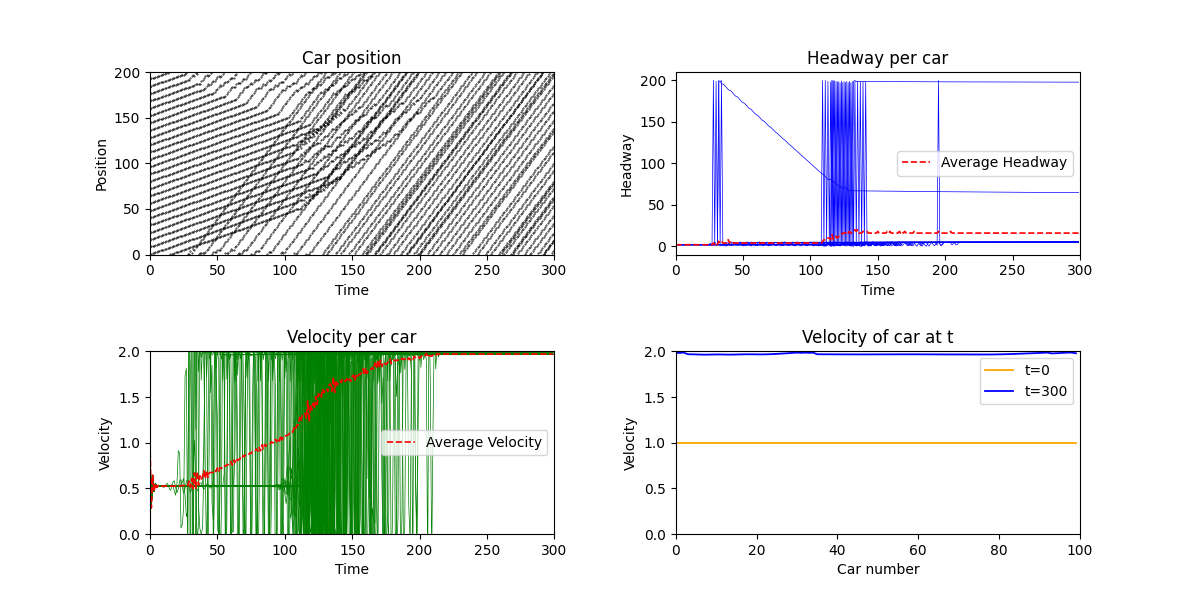 Car position
Position
200
150
100
50
0
0 50 100 150 200 250 300
Time
Headway per car
Headway
200
150
100
50
0
Average Headway
0 50 100 150 200 250 300
Time
Velocity per car
Velocity
2.0
1.5
1.0
0.5
0.0
Average Velocity
0 50 100 150 200 250 300
Time
Velocity of car at t
Velocity
2.0
1.5
1.0
0.5
0.0
t=0
t=300
0 20 40 60 80 100
Car number